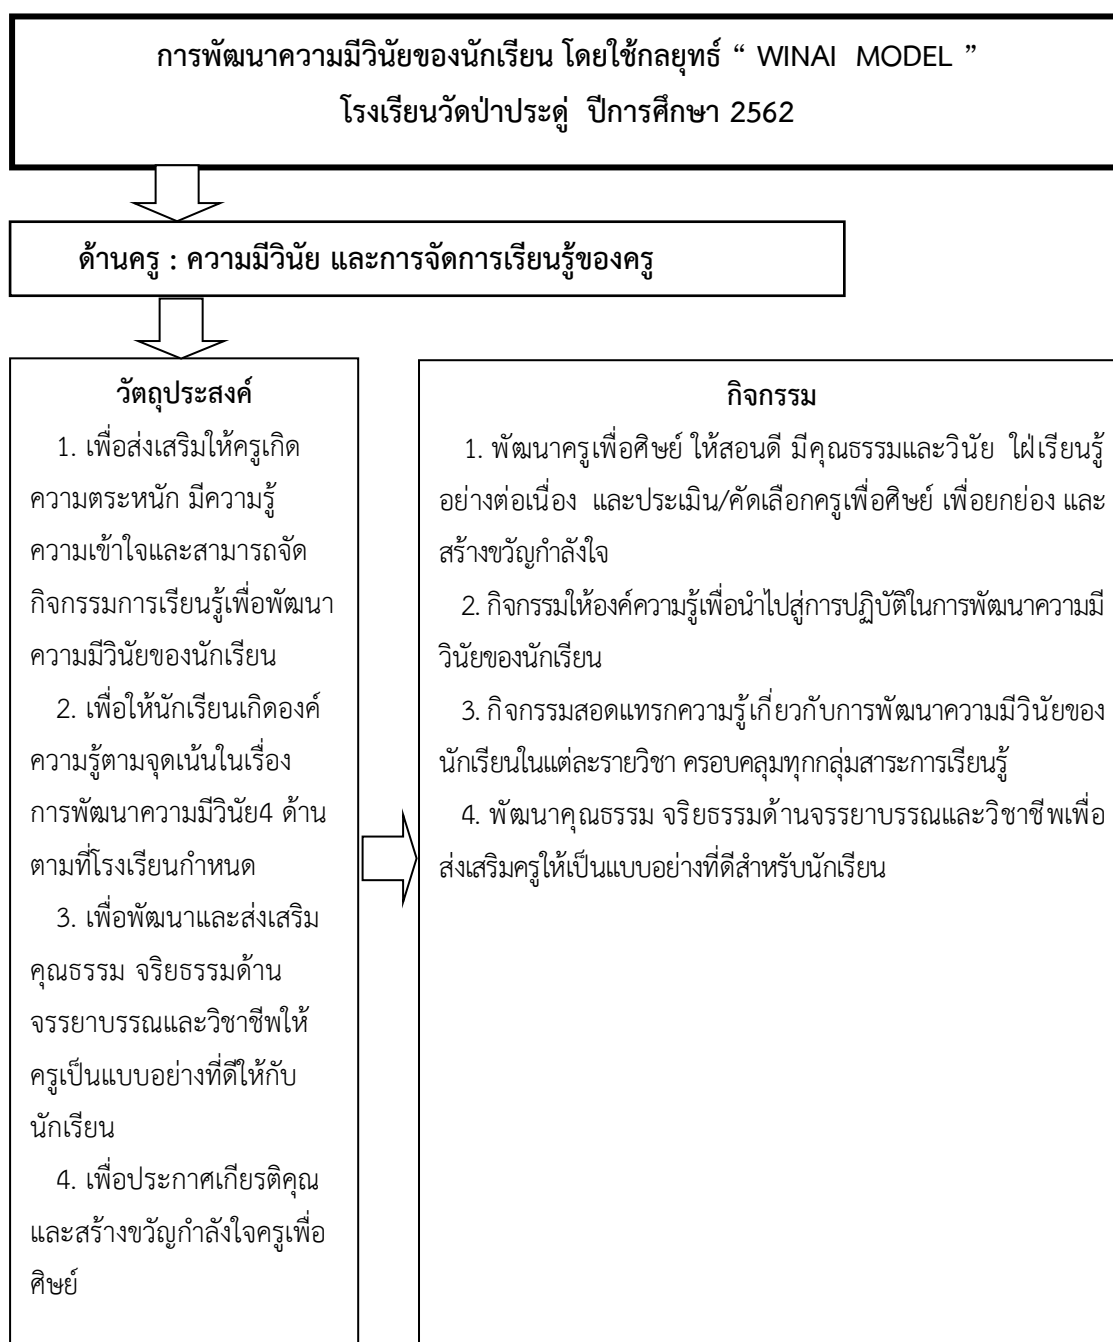 การพัฒนาความมีวินัยของนักเรียน โดยใช้กลยุทธ์ “ WINAI MODEL ”
โรงเรียนวัดป่าประดู่ ปีการศึกษา 2562
ด้านครู : ความมีวินัย และการจัดการเรียนรู้ของครู
วัตถุประสงค์
1. เพื่อส่งเสริมให้ครูเกิด
ความตระหนัก มีความรู้
ความเข้าใจและสามารถจัด
กิจกรรมการเรียนรู้เพื่อพัฒนา
ความมีวินัยของนักเรียน
2. เพื่อให้นักเรียนเกิดองค์
ความรู้ตามจุดเน้นในเรื่อง
การพัฒนาความมีวินัย4 ด้าน
ตามที่โรงเรียนกำหนด
3. เพื่อพัฒนาและส่งเสริม
คุณธรรม จริยธรรมด้าน
จรรยาบรรณและวิชาชีพให้
ครูเป็นแบบอย่างที่ดีให้กับ
นักเรียน
4. เพื่อประกาศเกียรติคุณ
และสร้างขวัญกำลังใจครูเพื่อ
ศิษย์
กิจกรรม
1. พัฒนาครูเพื่อศิษย์ ให้สอนดี มีคุณธรรมและวินัย ใฝ่เรียนรู้
อย่างต่อเนื่อง และประเมิน/คัดเลือกครูเพื่อศิษย์ เพื่อยกย่อง และ
สร้างขวัญกำลังใจ
2. กิจกรรมให้องค์ความรู้เพื่อนำไปสู่การปฏิบัติในการพัฒนาความมี
วินัยของนักเรียน
3. กิจกรรมสอดแทรกความรู้เกี่ยวกับการพัฒนาความมีวินัยของ
นักเรียนในแต่ละรายวิชา ครอบคลุมทุกกลุ่มสาระการเรียนรู้
4. พัฒนาคุณธรรม จริยธรรมด้านจรรยาบรรณและวิชาชีพเพื่อ
ส่งเสริมครูให้เป็นแบบอย่างที่ดีสำหรับนักเรียน